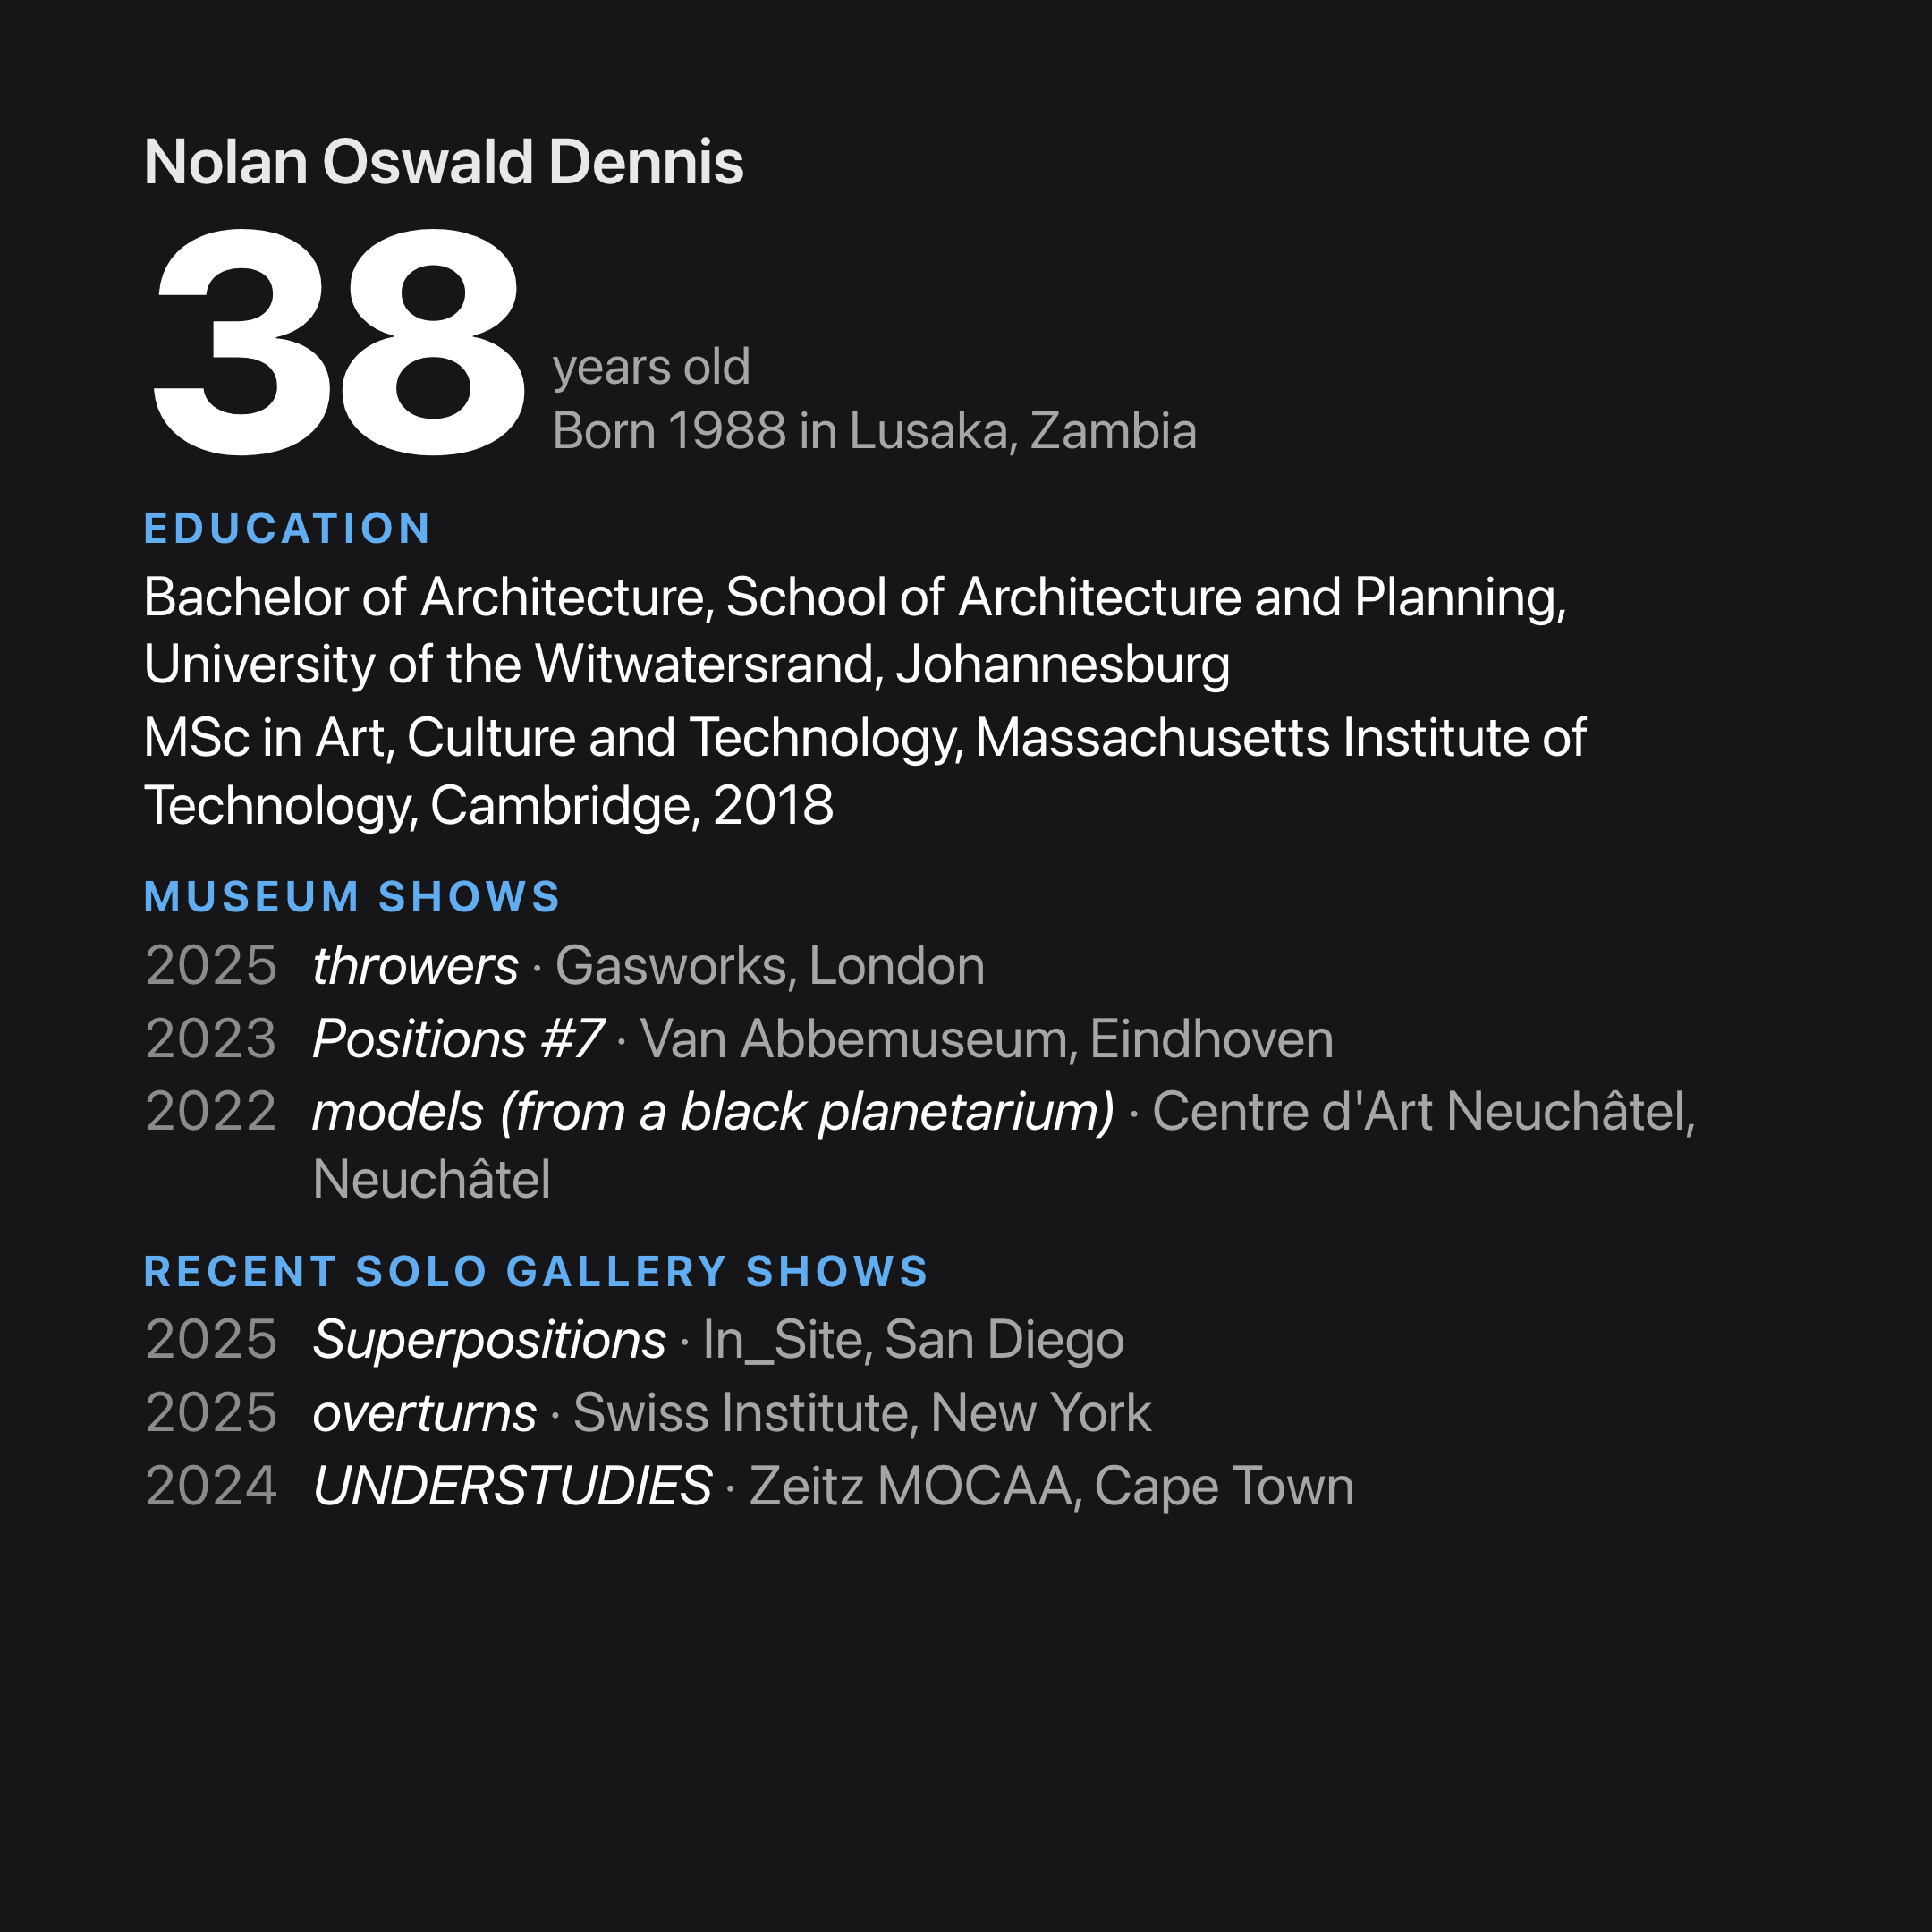 Nolan Oswald Dennis
38
years old
Born 1988 in Lusaka, Zambia
EDUCATION
Bachelor of Architecture, School of Architecture and Planning,
University of the Witwatersrand, Johannesburg
MSc in Art, Culture and Technology, Massachusetts Institute of
Technology, Cambridge, 2018
MUSEUM SHOWS
2025 throwers · Gasworks, London
2023 Positions #7 · Van Abbemuseum, Eindhoven
2022 models (from a black planetarium) · Centre d'Art Neuchâtel,
Neuchâtel
RECENT SOLO GALLERY SHOWS
2025 Superpositions · In_Site, San Diego
2025 overturns · Swiss Institute, New York
2024 UNDERSTUDIES · Zeitz MOCAA, Cape Town